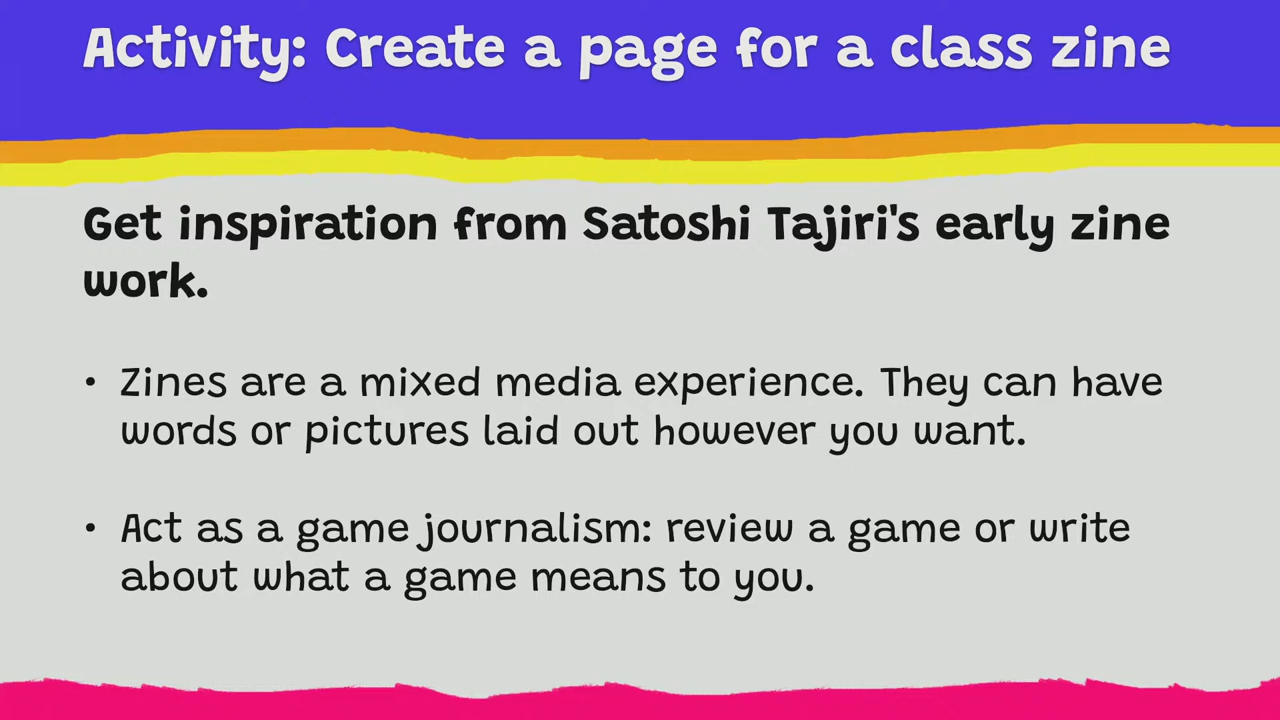 Activity: Create a page for a class zine
Get inspiration from Satoshi Tajiri's early zine
work.
• Zines are a mixed media experience. They can have
words or pictures laid out however you want.
• Act as a game journalism: review a game or write
about what a game means to you.